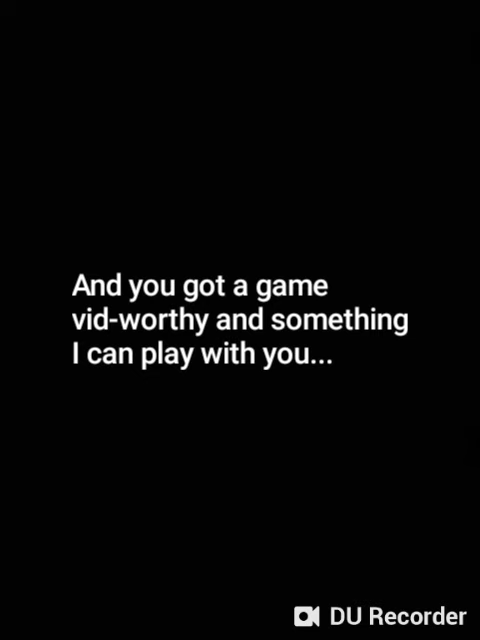 And you got a game
vid-worthy and something
I can play with you...
DU Recorder